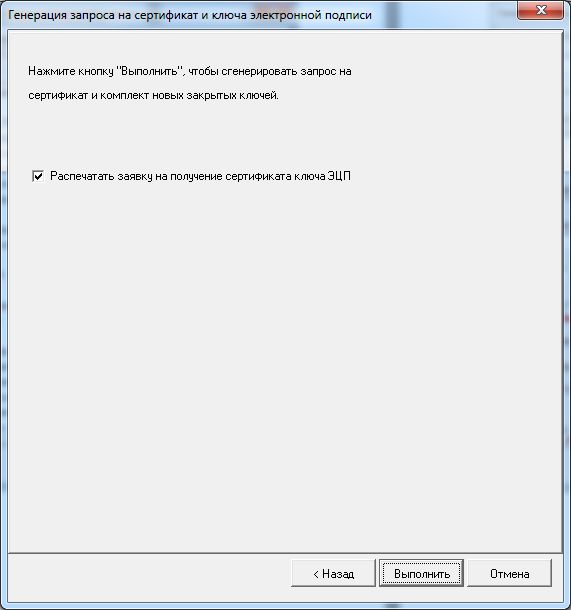 Генерация запроса на сертификат и ключа электронной подписи
Нажмите кнопку "Выполнить", чтобы сгенерировать запрос на
сертификат и комплект новых закрытых ключей.
Распечатать заявку на получение сертификата ключа ЭЦП
< Назад
Выполнить
Отмена